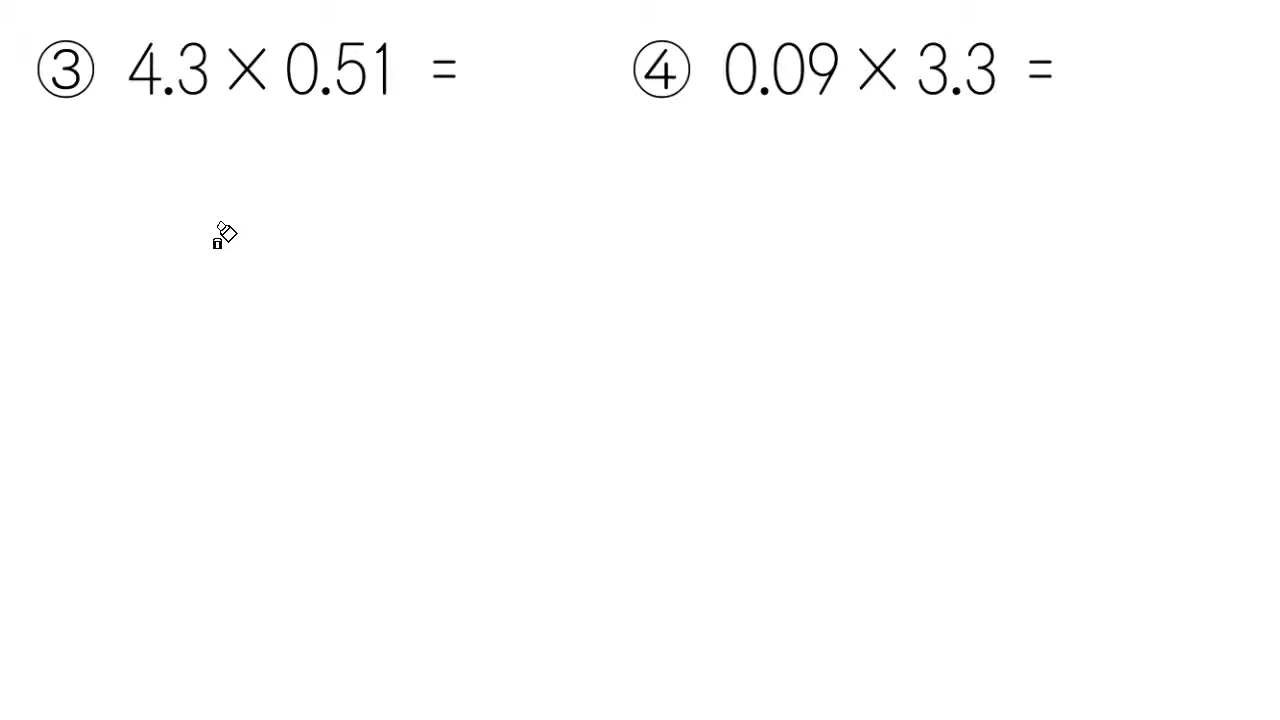 ③ 4.3 × 0.51 =
④ 0.09 × 3.3 =